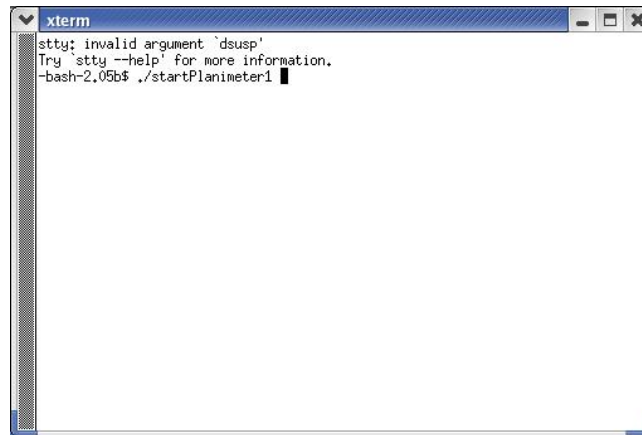 xterm
stty: invalid argument `dsusp'
Try `stty --help' for more information.
-bash-2.05b$ ./startPlanimeter1